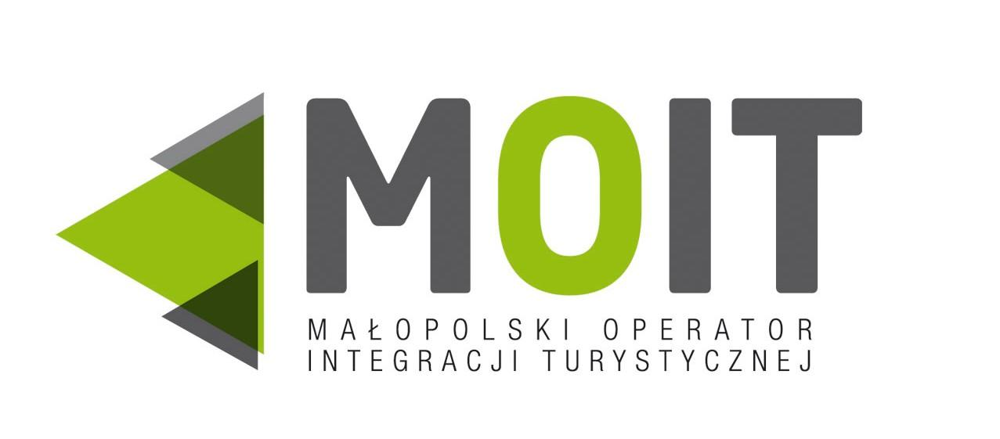 MOIT
MAŁOPOLSKI OPERATOR
INTEGRACJI TURYSTYCZNEJ